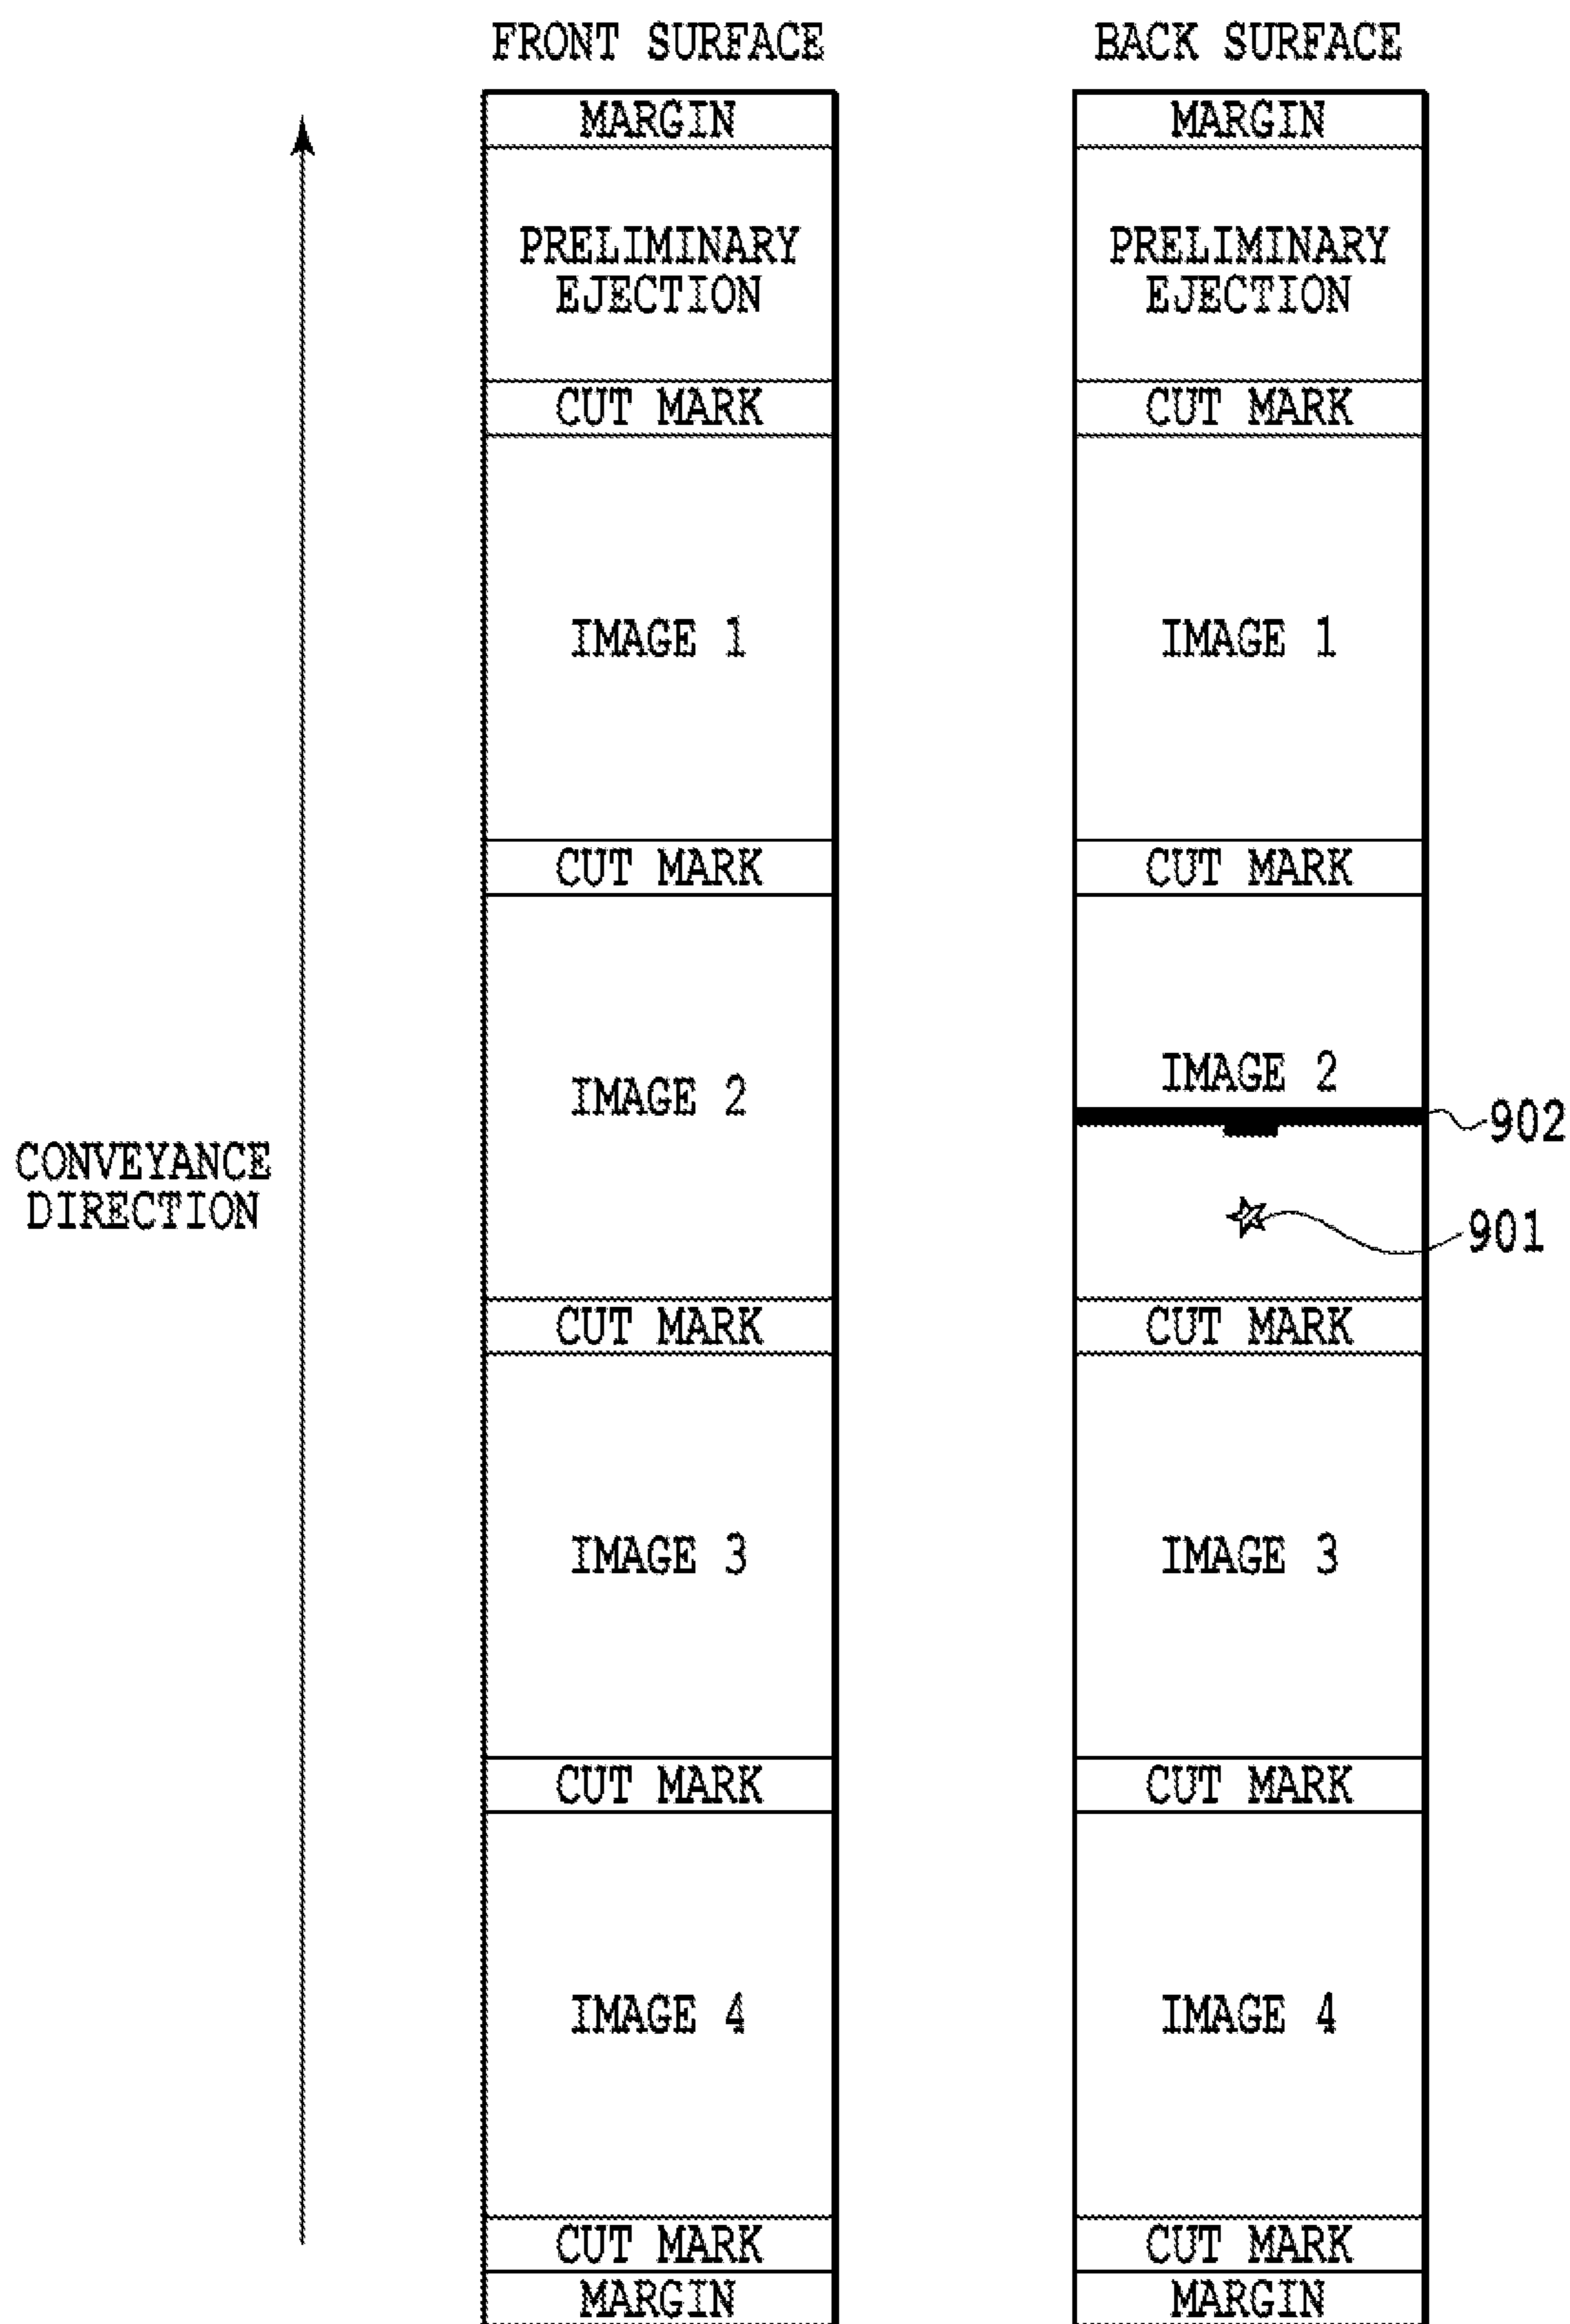 FRONT SURFACE
MARGIN
PRELIMINARY
EJECTION
CUT MARK
IMAGE 1
CUT MARK
IMAGE 2
CUT MARK
IMAGE 3
CUT MARK
IMAGE 4
CUT MARK
MARGIN
BACK SURFACE
MARGIN
PRELIMINARY
EJECTION
CUT MARK
IMAGE 1
CUT MARK
IMAGE 2
902
901
CUT MARK
IMAGE 3
CUT MARK
IMAGE 4
CUT MARK
MARGIN
CONVEYANCE
DIRECTION